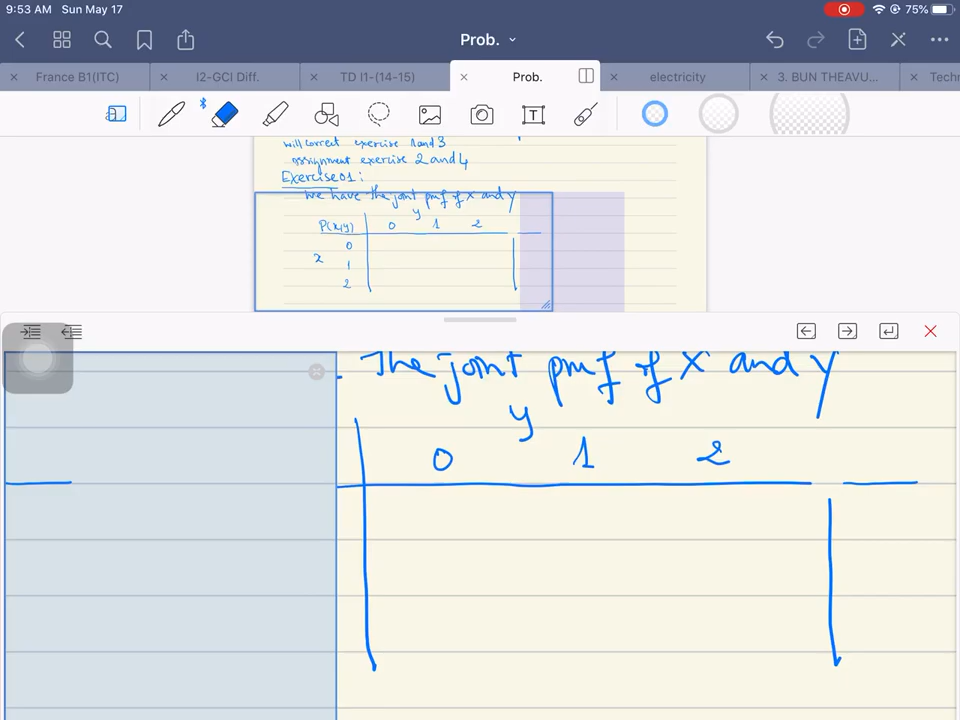 9:53 AM Sun May 17
75%
Prob.
France B1(ITC)
I2-GCI Diff.
TD I1-(14-15)
Prob.
electricity
3. BUN THEAVU...
Techn
will correct exercise 1 and 3
assignment exercise 2 and 4
Exercise 01:
We have the joint pmf of X and Y
y
P(x,y) 0 1 2
0
x
1
2
The joint pmf of X and Y
y
0 1 2